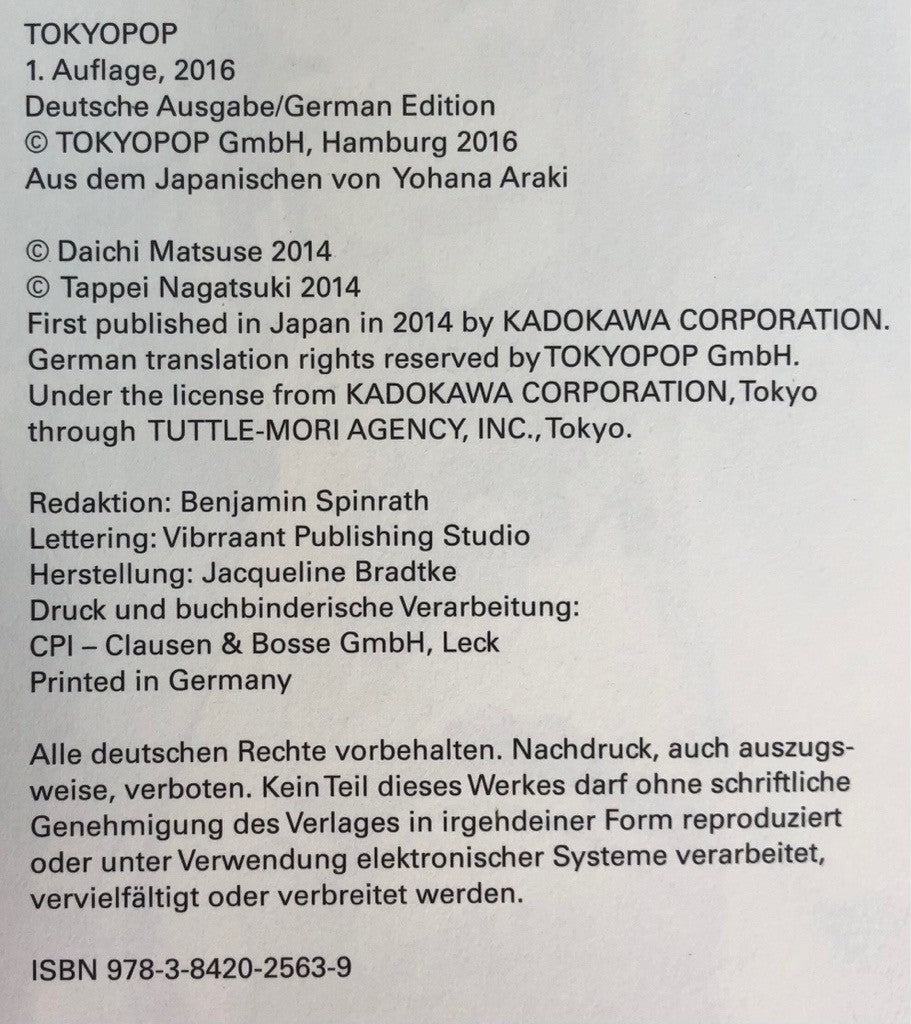 TOKYOPOP
1. Auflage, 2016
Deutsche Ausgabe/German Edition
© TOKYOPOP GmbH, Hamburg 2016
Aus dem Japanischen von Yohana Araki
© Daichi Matsuse 2014
© Tappei Nagatsuki 2014
First published in Japan in 2014 by KADOKAWA CORPORATION.
German translation rights reserved by TOKYOPOP GmbH.
Under the license from KADOKAWA CORPORATION, Tokyo
through TUTTLE-MORI AGENCY, INC., Tokyo.
Redaktion: Benjamin Spinrath
Lettering: Vibrraant Publishing Studio
Herstellung: Jacqueline Bradtke
Druck und buchbinderische Verarbeitung:
CPI – Clausen & Bosse GmbH, Leck
Printed in Germany
Alle deutschen Rechte vorbehalten. Nachdruck, auch auszugs-
weise, verboten. Kein Teil dieses Werkes darf ohne schriftliche
Genehmigung des Verlages in irgehdeiner Form reproduziert
oder unter Verwendung elektronischer Systeme verarbeitet,
vervielfältigt oder verbreitet werden.
ISBN 978-3-8420-2563-9